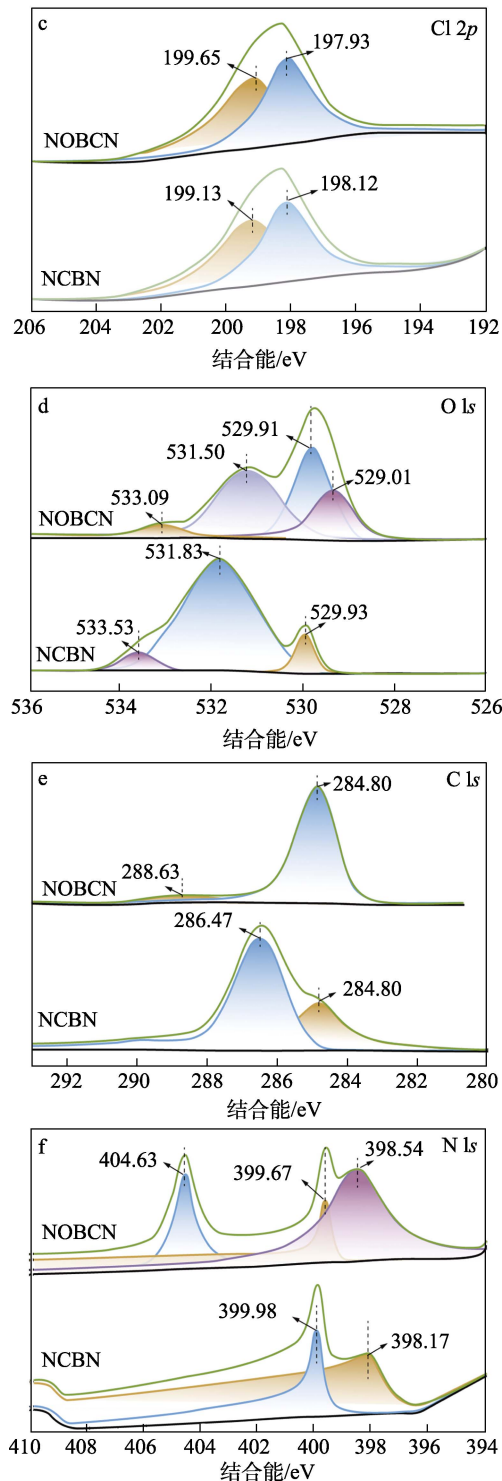 c
Cl 2p
199.65
197.93
NOBCN
199.13
198.12
NCBN
206 204 202 200 198 196 194 192
结合能/eV
d
O ls
529.91
531.50
529.01
533.09
NOBCN
531.83
533.53
529.93
NCBN
536 534 532 530 528 526
结合能/eV
e
C ls
284.80
288.63
NOBCN
286.47
284.80
NCBN
292 290 288 286 284 282 280
结合能/eV
f
N ls
404.63
398.54
399.67
NOBCN
399.98
398.17
NCBN
410 408 406 404 402 400 398 396 394
结合能/eV